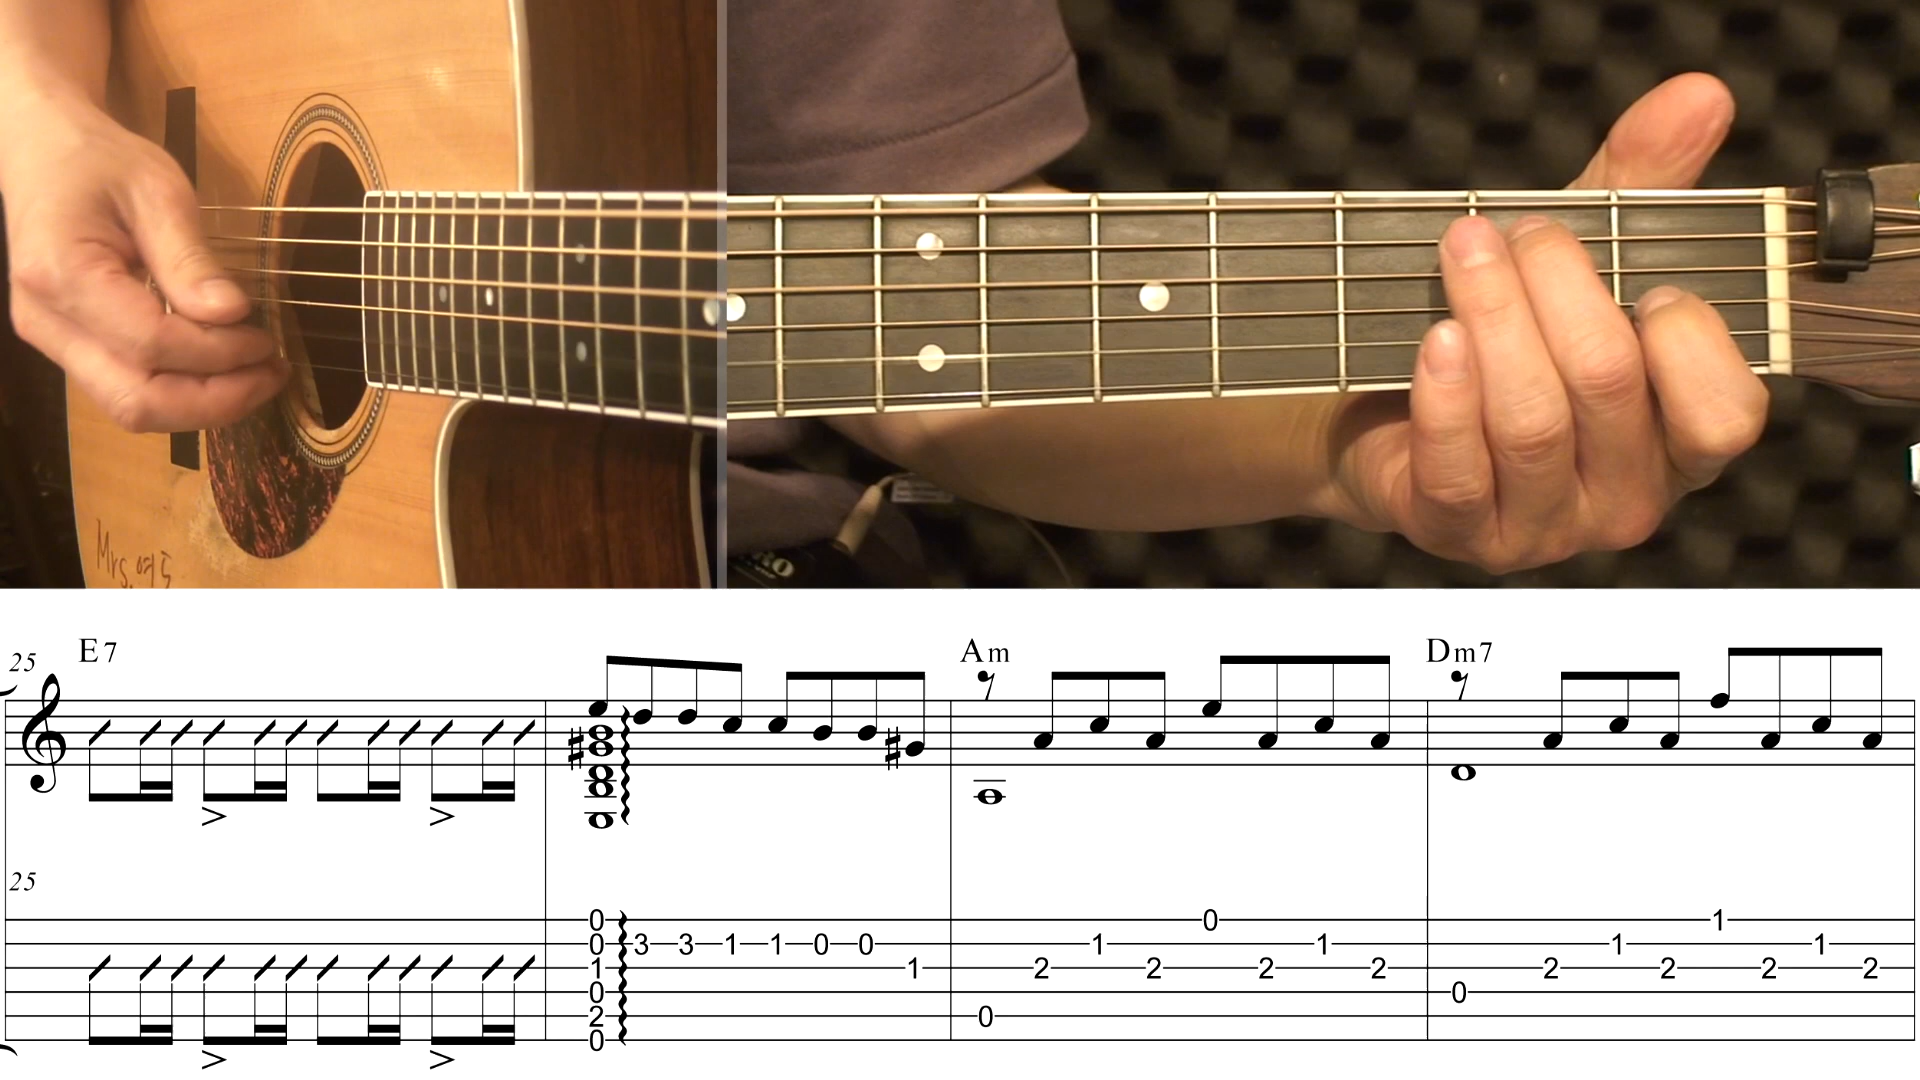 Mrs.
25
E7
Am
Dm7
25
0 0 1 0 2 0
3 3 1 1 0 0 1
0 2 1 2 0 2 1 2
0 2 1 2 1 2 1 2